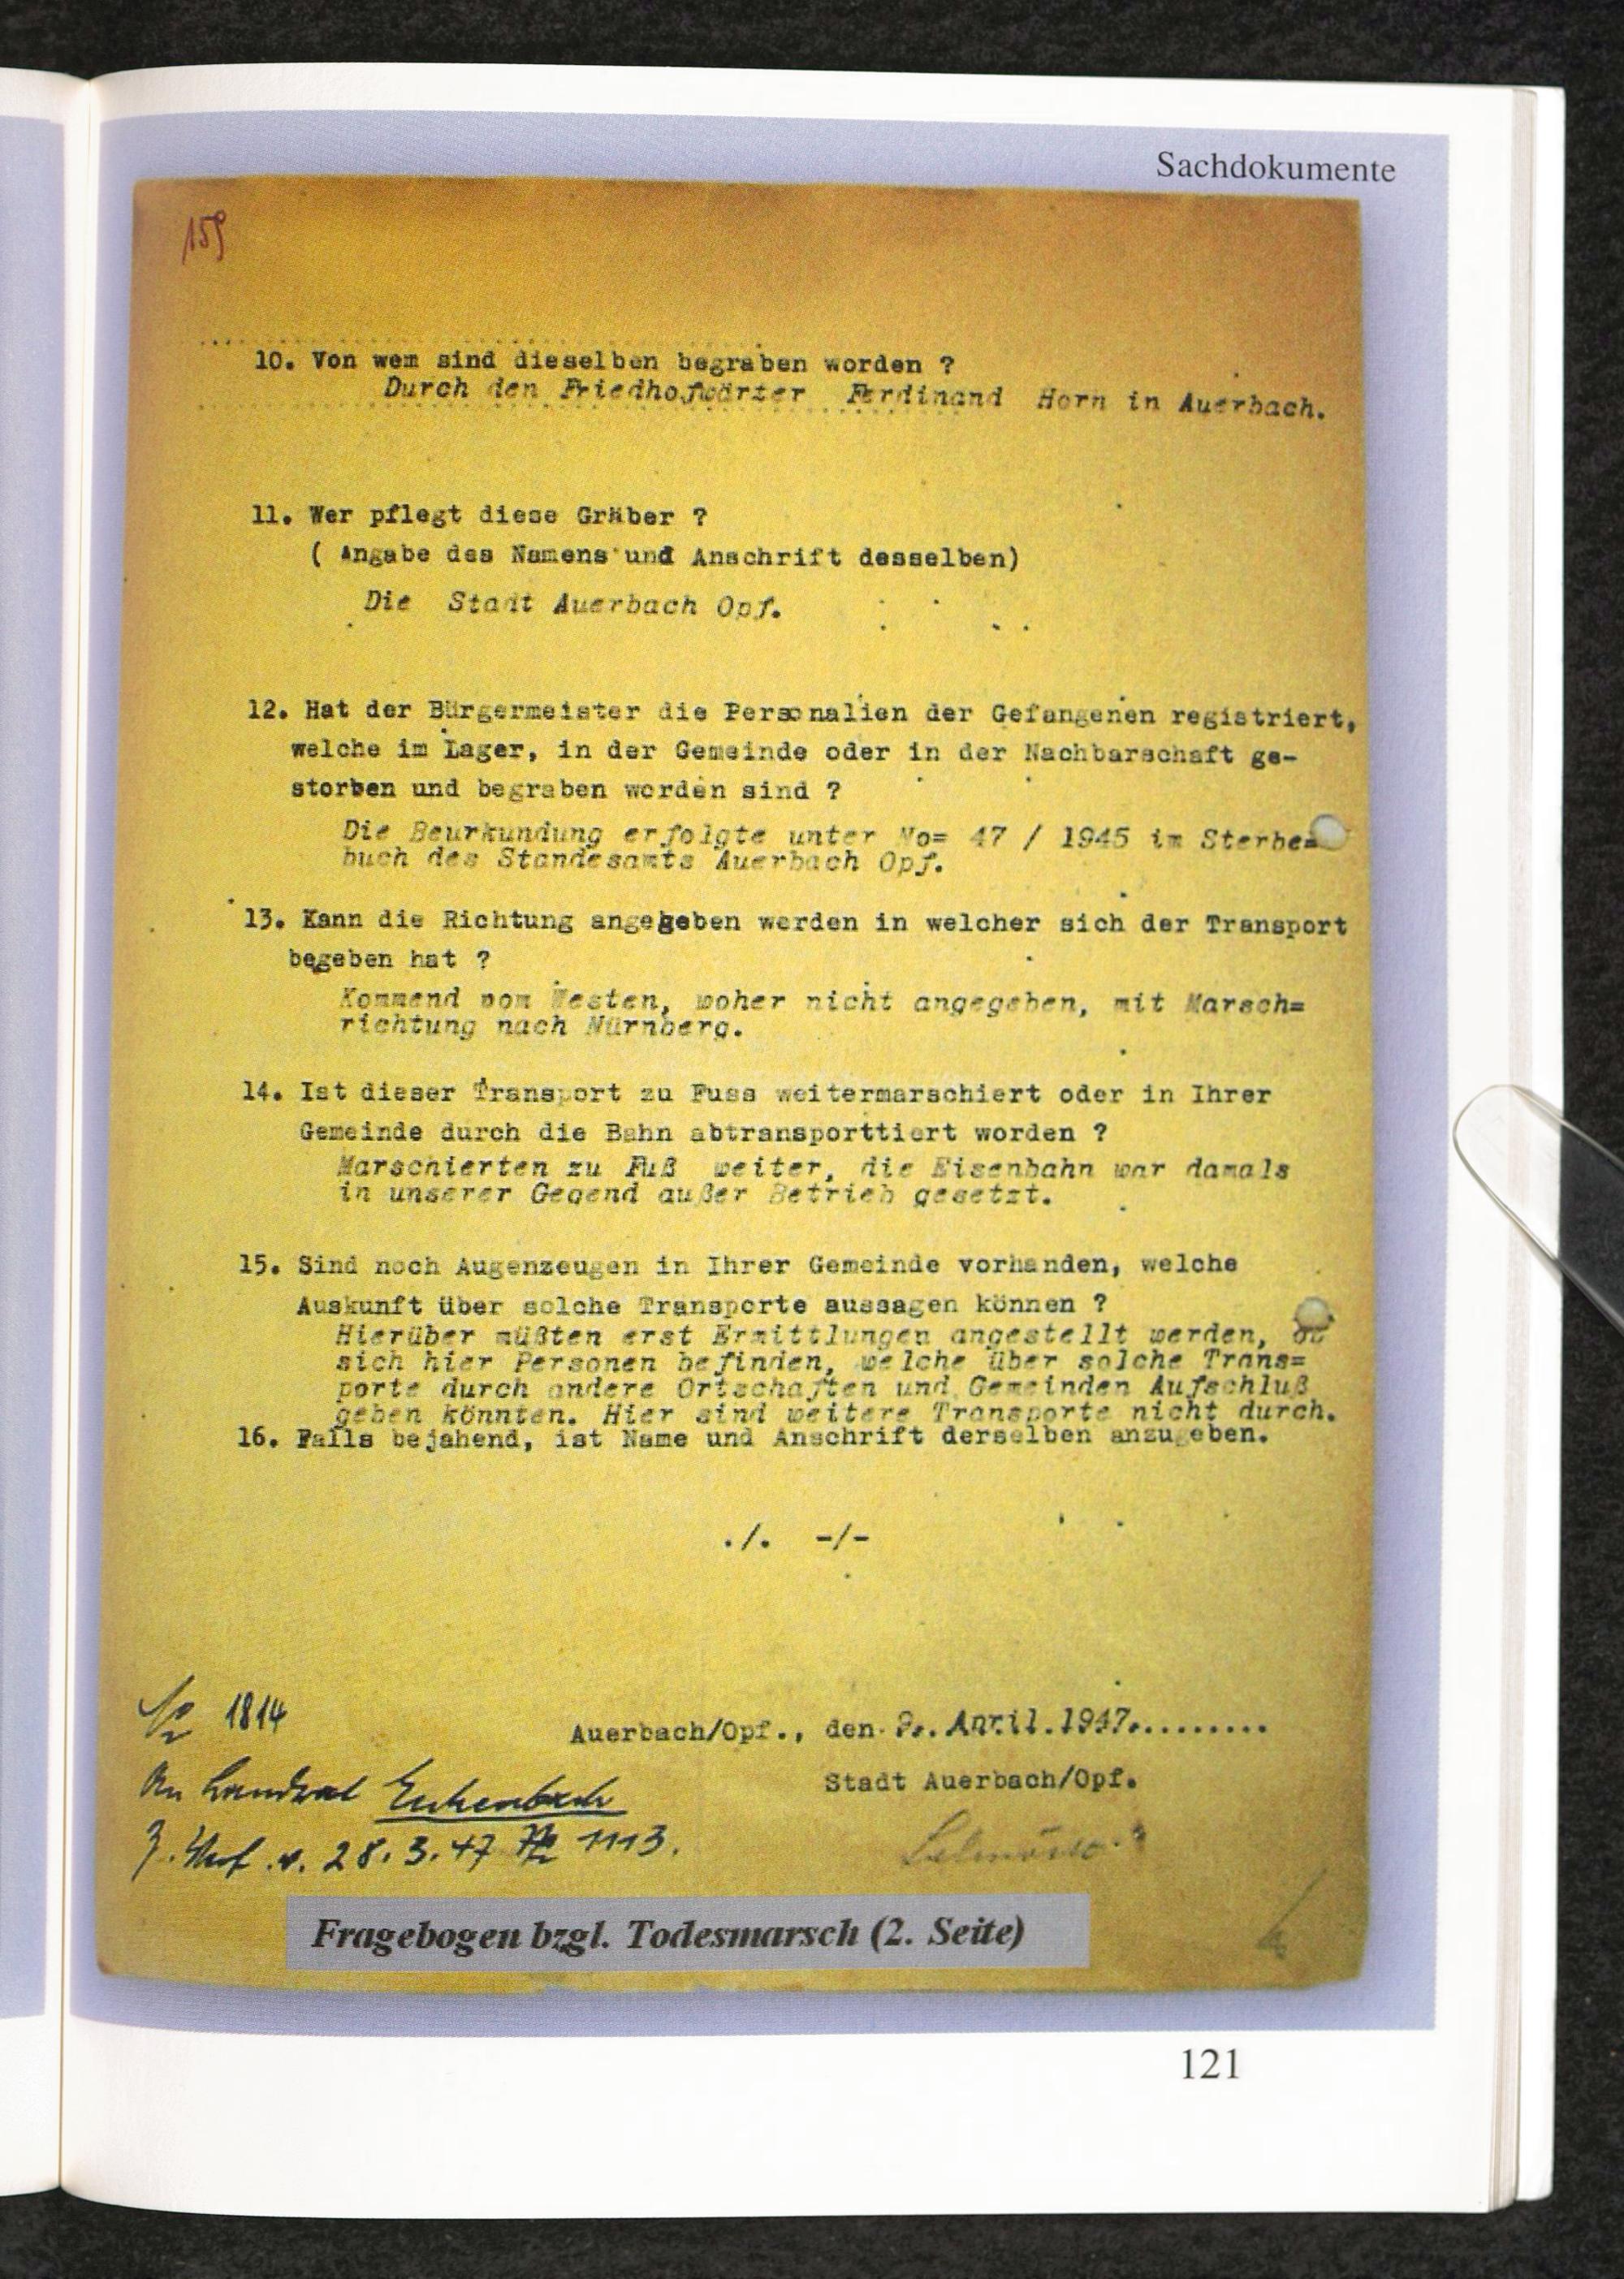 Sachdokumente
159
10. Von wem sind dieselben begraben worden ?
Durch den Friedhofwärter Ferdinand Horn in Auerbach.
11. Wer pflegt diese Gräber ?
( Angabe des Namens und Anschrift desselben)
Die Stadt Auerbach Opf.
12. Hat der Bürgermeister die Personalien der Gefangenen registriert,
welche im Lager, in der Gemeinde oder in der Nachbarschaft ge-
storben und begraben worden sind ?
Die Beurkundung erfolgte unter No= 47 / 1945 im Sterbe=
buch des Standesamts Auerbach Opf.
13. Kann die Richtung angegeben werden in welcher sich der Transport
begeben hat ?
Kommend vom Westen, woher nicht angegeben, mit Marsch=
richtung nach Nürnberg.
14. Ist dieser Transport zu Fuss weitermarschiert oder in Ihrer
Gemeinde durch die Bahn abtransporttiert worden ?
Marschierten zu Fuß weiter, die Eisenbahn war damals
in unserer Gegend außer Betrieb gesetzt.
15. Sind noch Augenzeugen in Ihrer Gemeinde vorhanden, welche
Auskunft über solche Transporte aussagen können ?
Hierüber müßten erst Ermittlungen angestellt werden, ob
sich hier Personen befinden, welche über solche Trans=
porte durch andere Ortschaften und Gemeinden Aufschluß
geben könnten. Hier sind weitere Transporte nicht durch.
16. Falls bejahend, ist Name und Anschrift derselben anzugeben.
./. -/-
1814
Auerbach/Opf., den 9. April 1947.........
An Landrat Eschenbach
Stadt Auerbach/Opf.
v. 28.3.47 1113.
Fragebogen bzgl. Todesmarsch (2. Seite)
121